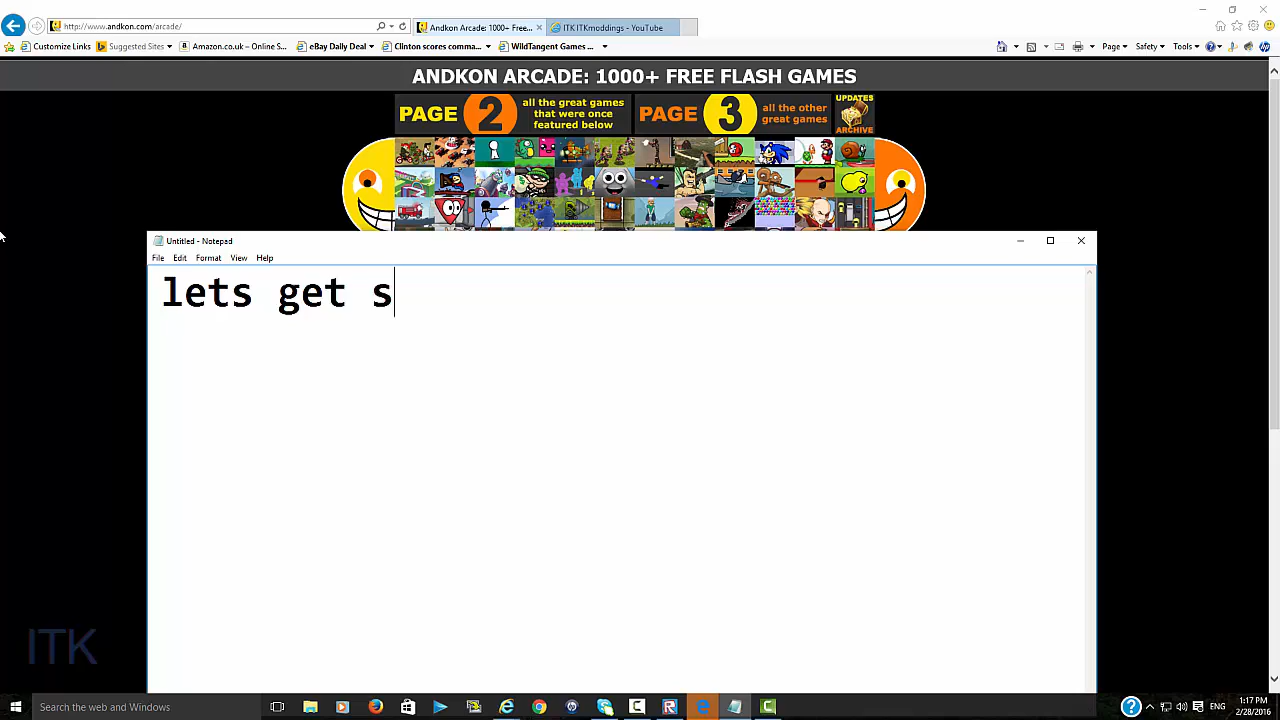 http://www.andkon.com/arcade/
Andkon Arcade: 1000+ Free...
ITK ITKmoddings - YouTube
Customize Links
Suggested Sites
Amazon.co.uk – Online S...
eBay Daily Deal
Clinton scores comma...
WildTangent Games ...
Page
Safety
Tools
ANDKON ARCADE: 1000+ FREE FLASH GAMES
PAGE 2
all the great games
that were once
featured below
PAGE 3
all the other
great games
UPDATES
ARCHIVE
Untitled - Notepad
File Edit Format View Help
lets get s
ITK
Search the web and Windows
ENG
1:17 PM
2/28/2016